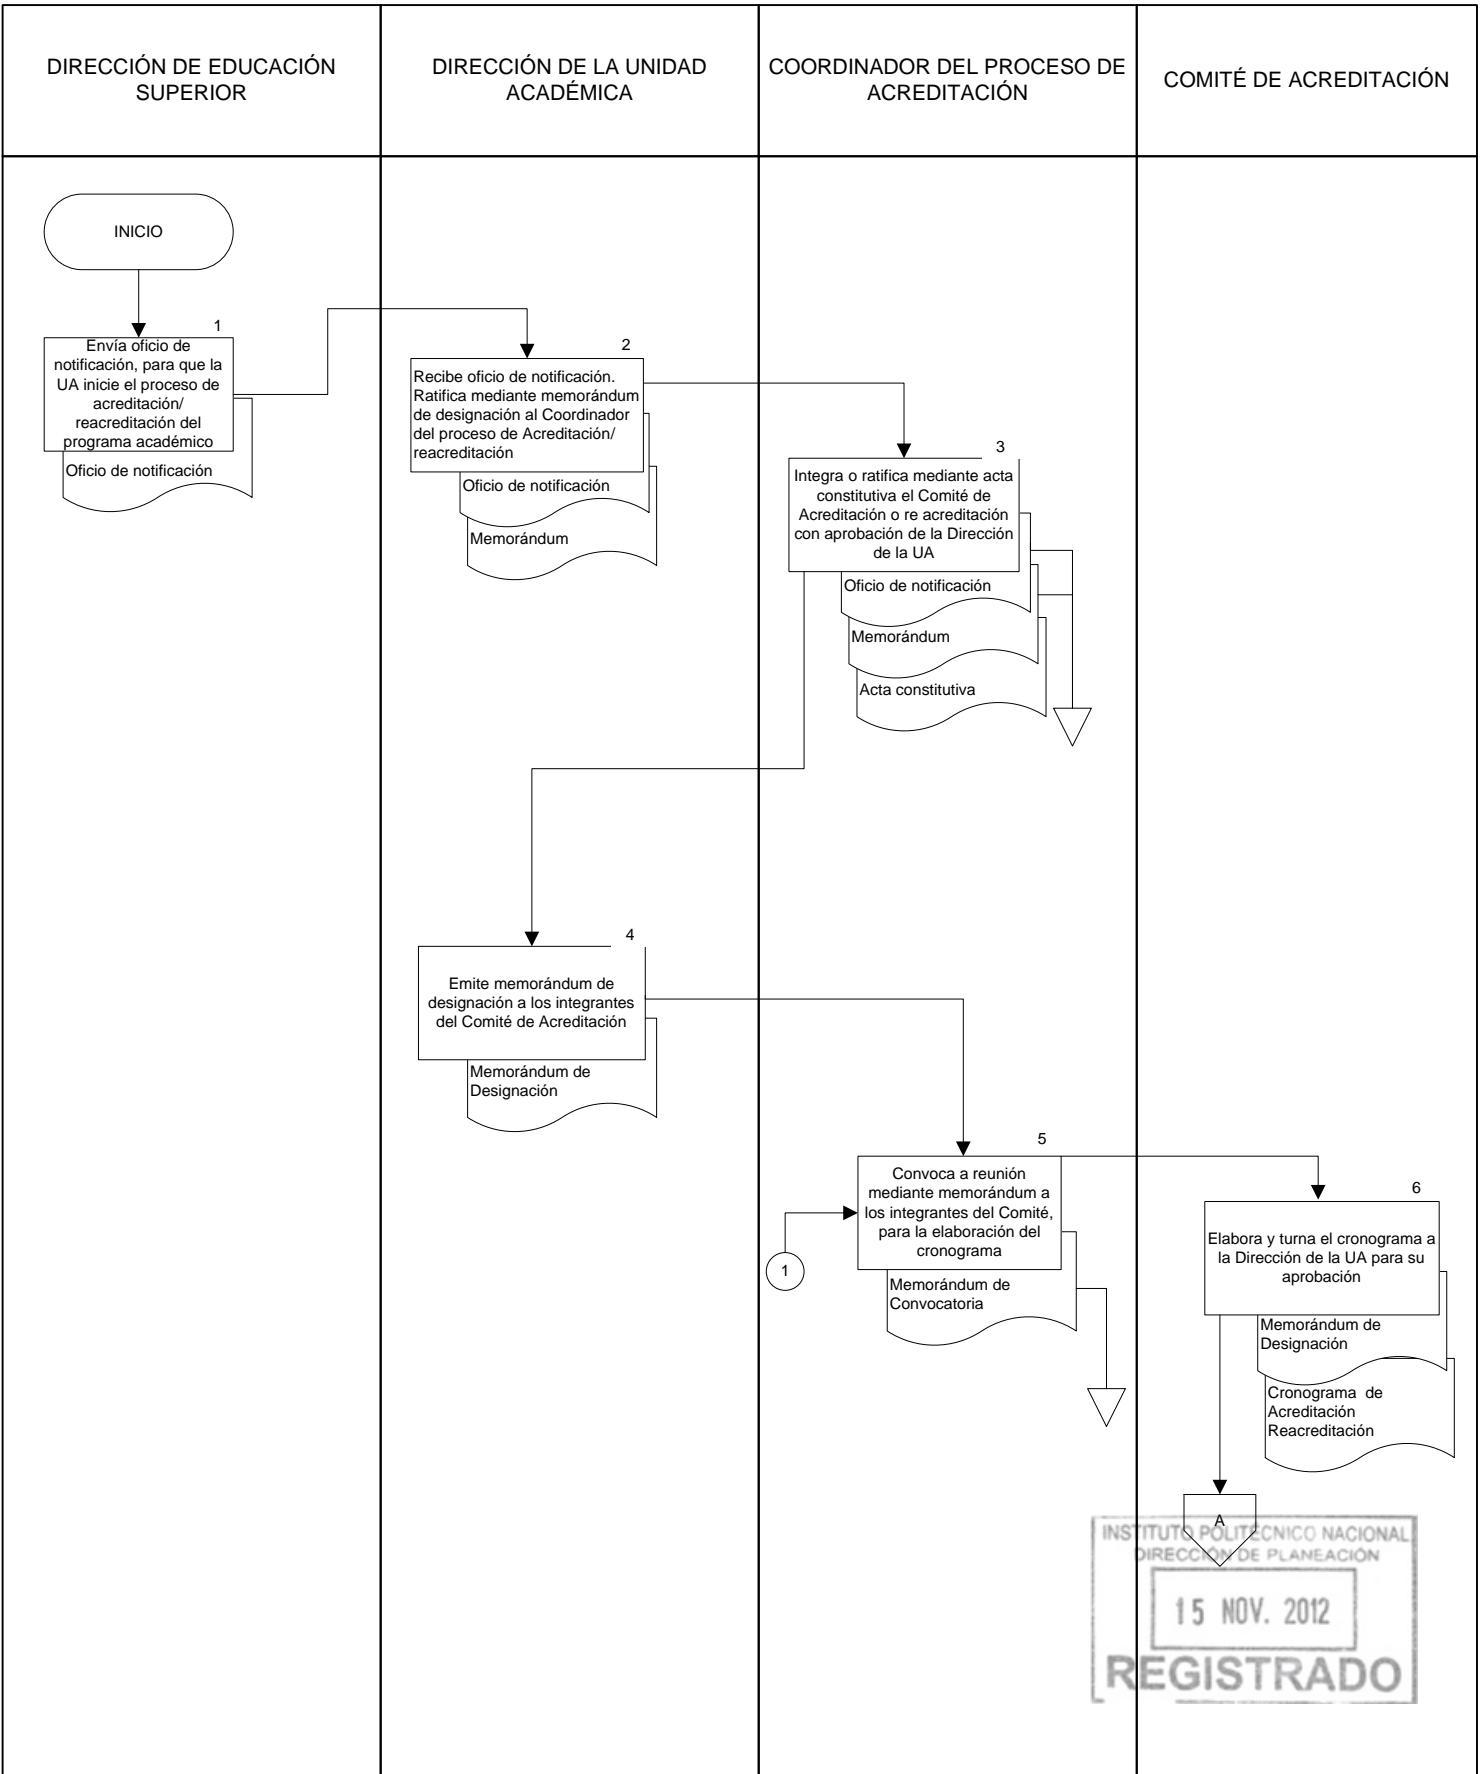 DIRECCIÓN DE EDUCACIÓN
SUPERIOR
DIRECCIÓN DE LA UNIDAD
ACADÉMICA
COORDINADOR DEL PROCESO DE
ACREDITACIÓN
COMITÉ DE ACREDITACIÓN
INICIO
1
Envía oficio de
notificación, para que la
UA inicie el proceso de
acreditación/
reacreditación del
programa académico
Oficio de notificación
2
Recibe oficio de notificación.
Ratifica mediante memorándum
de designación al Coordinador
del proceso de Acreditación/
reacreditación
Oficio de notificación
Memorándum
3
Integra o ratifica mediante acta
constitutiva el Comité de
Acreditación o re acreditación
con aprobación de la Dirección
de la UA
Oficio de notificación
Memorándum
Acta constitutiva
4
Emite memorándum de
designación a los integrantes
del Comité de Acreditación
Memorándum de
Designación
5
Convoca a reunión
mediante memorándum a
los integrantes del Comité,
para la elaboración del
cronograma
1
Memorándum de
Convocatoria
6
Elabora y turna el cronograma a
la Dirección de la UA para su
aprobación
Memorándum de
Designación
Cronograma de
Acreditación
Reacreditación
A
INSTITUTO POLITÉCNICO NACIONAL
DIRECCIÓN DE PLANEACIÓN
15 NOV. 2012
REGISTRADO